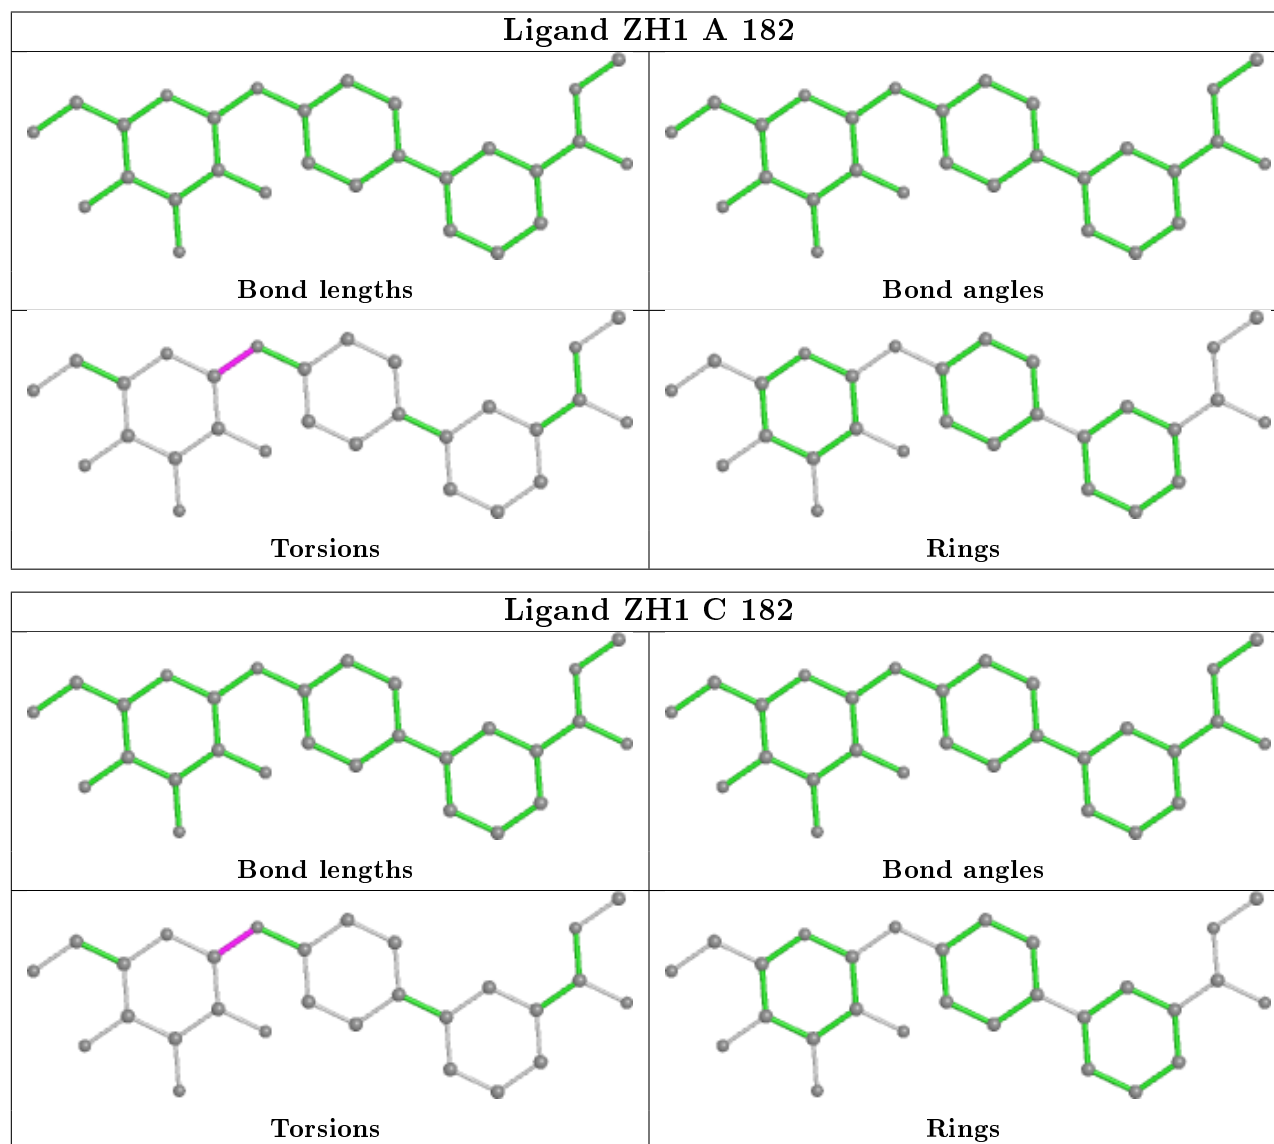 Ligand ZH1 A 182
Bond lengths
Bond angles
Torsions
Rings
Ligand ZH1 C 182
Bond lengths
Bond angles
Torsions
Rings